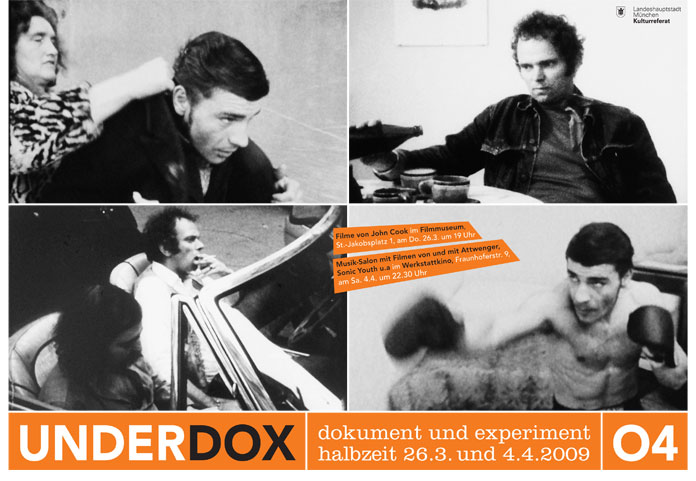 Landeshauptstadt
München
Kulturreferat
Filme von John Cook im Filmmuseum,
St.-Jakobsplatz 1, am Do. 26.3. um 19 Uhr
Musik-Salon mit Filmen von und mit Attwenger,
Sonic Youth u.a im Werkstattkino, Fraunhoferstr. 9,
am Sa. 4.4. um 22.30 Uhr
UNDERDOX
dokument und experiment
halbzeit 26.3. und 4.4.2009
04